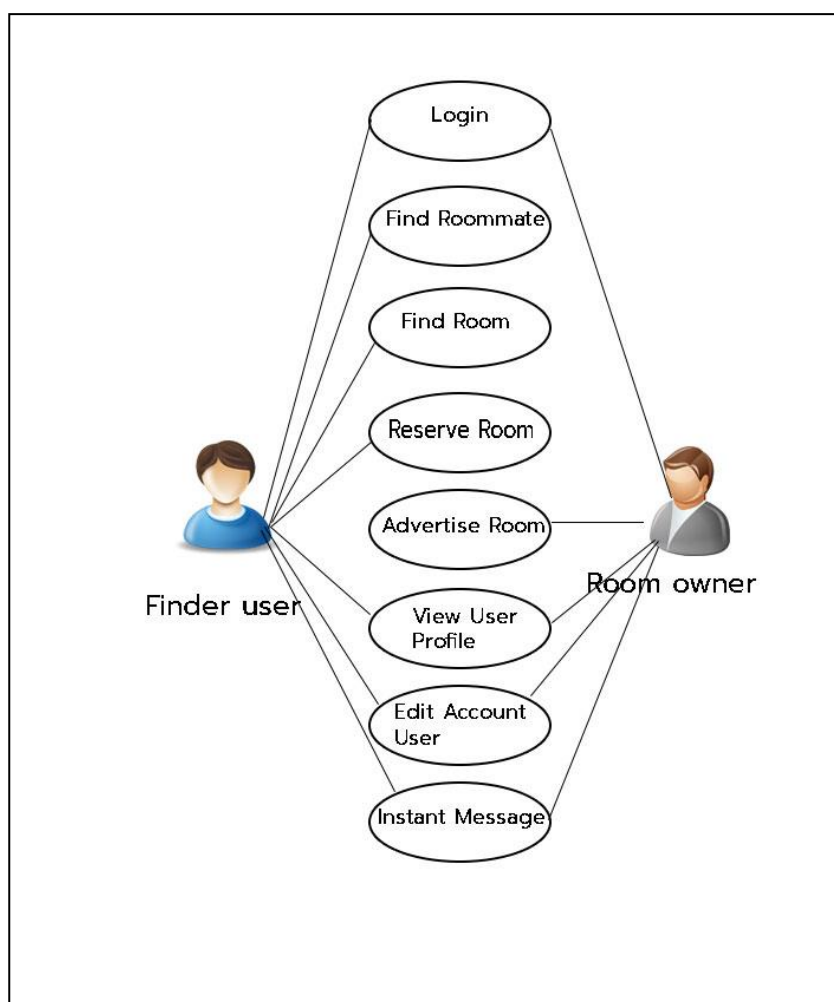 Login
Find Roommate
Find Room
Reserve Room
Advertise Room
Finder user
Room owner
View User
Profile
Edit Account
User
Instant Message